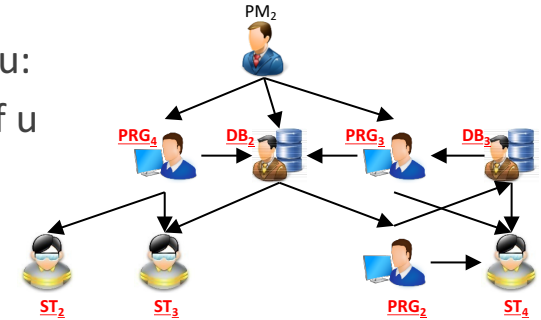 PM₂
u:
f u
PRG₄ DB₂ PRG₃ DB₃
ST₂ ST₃ PRG₂ ST₄